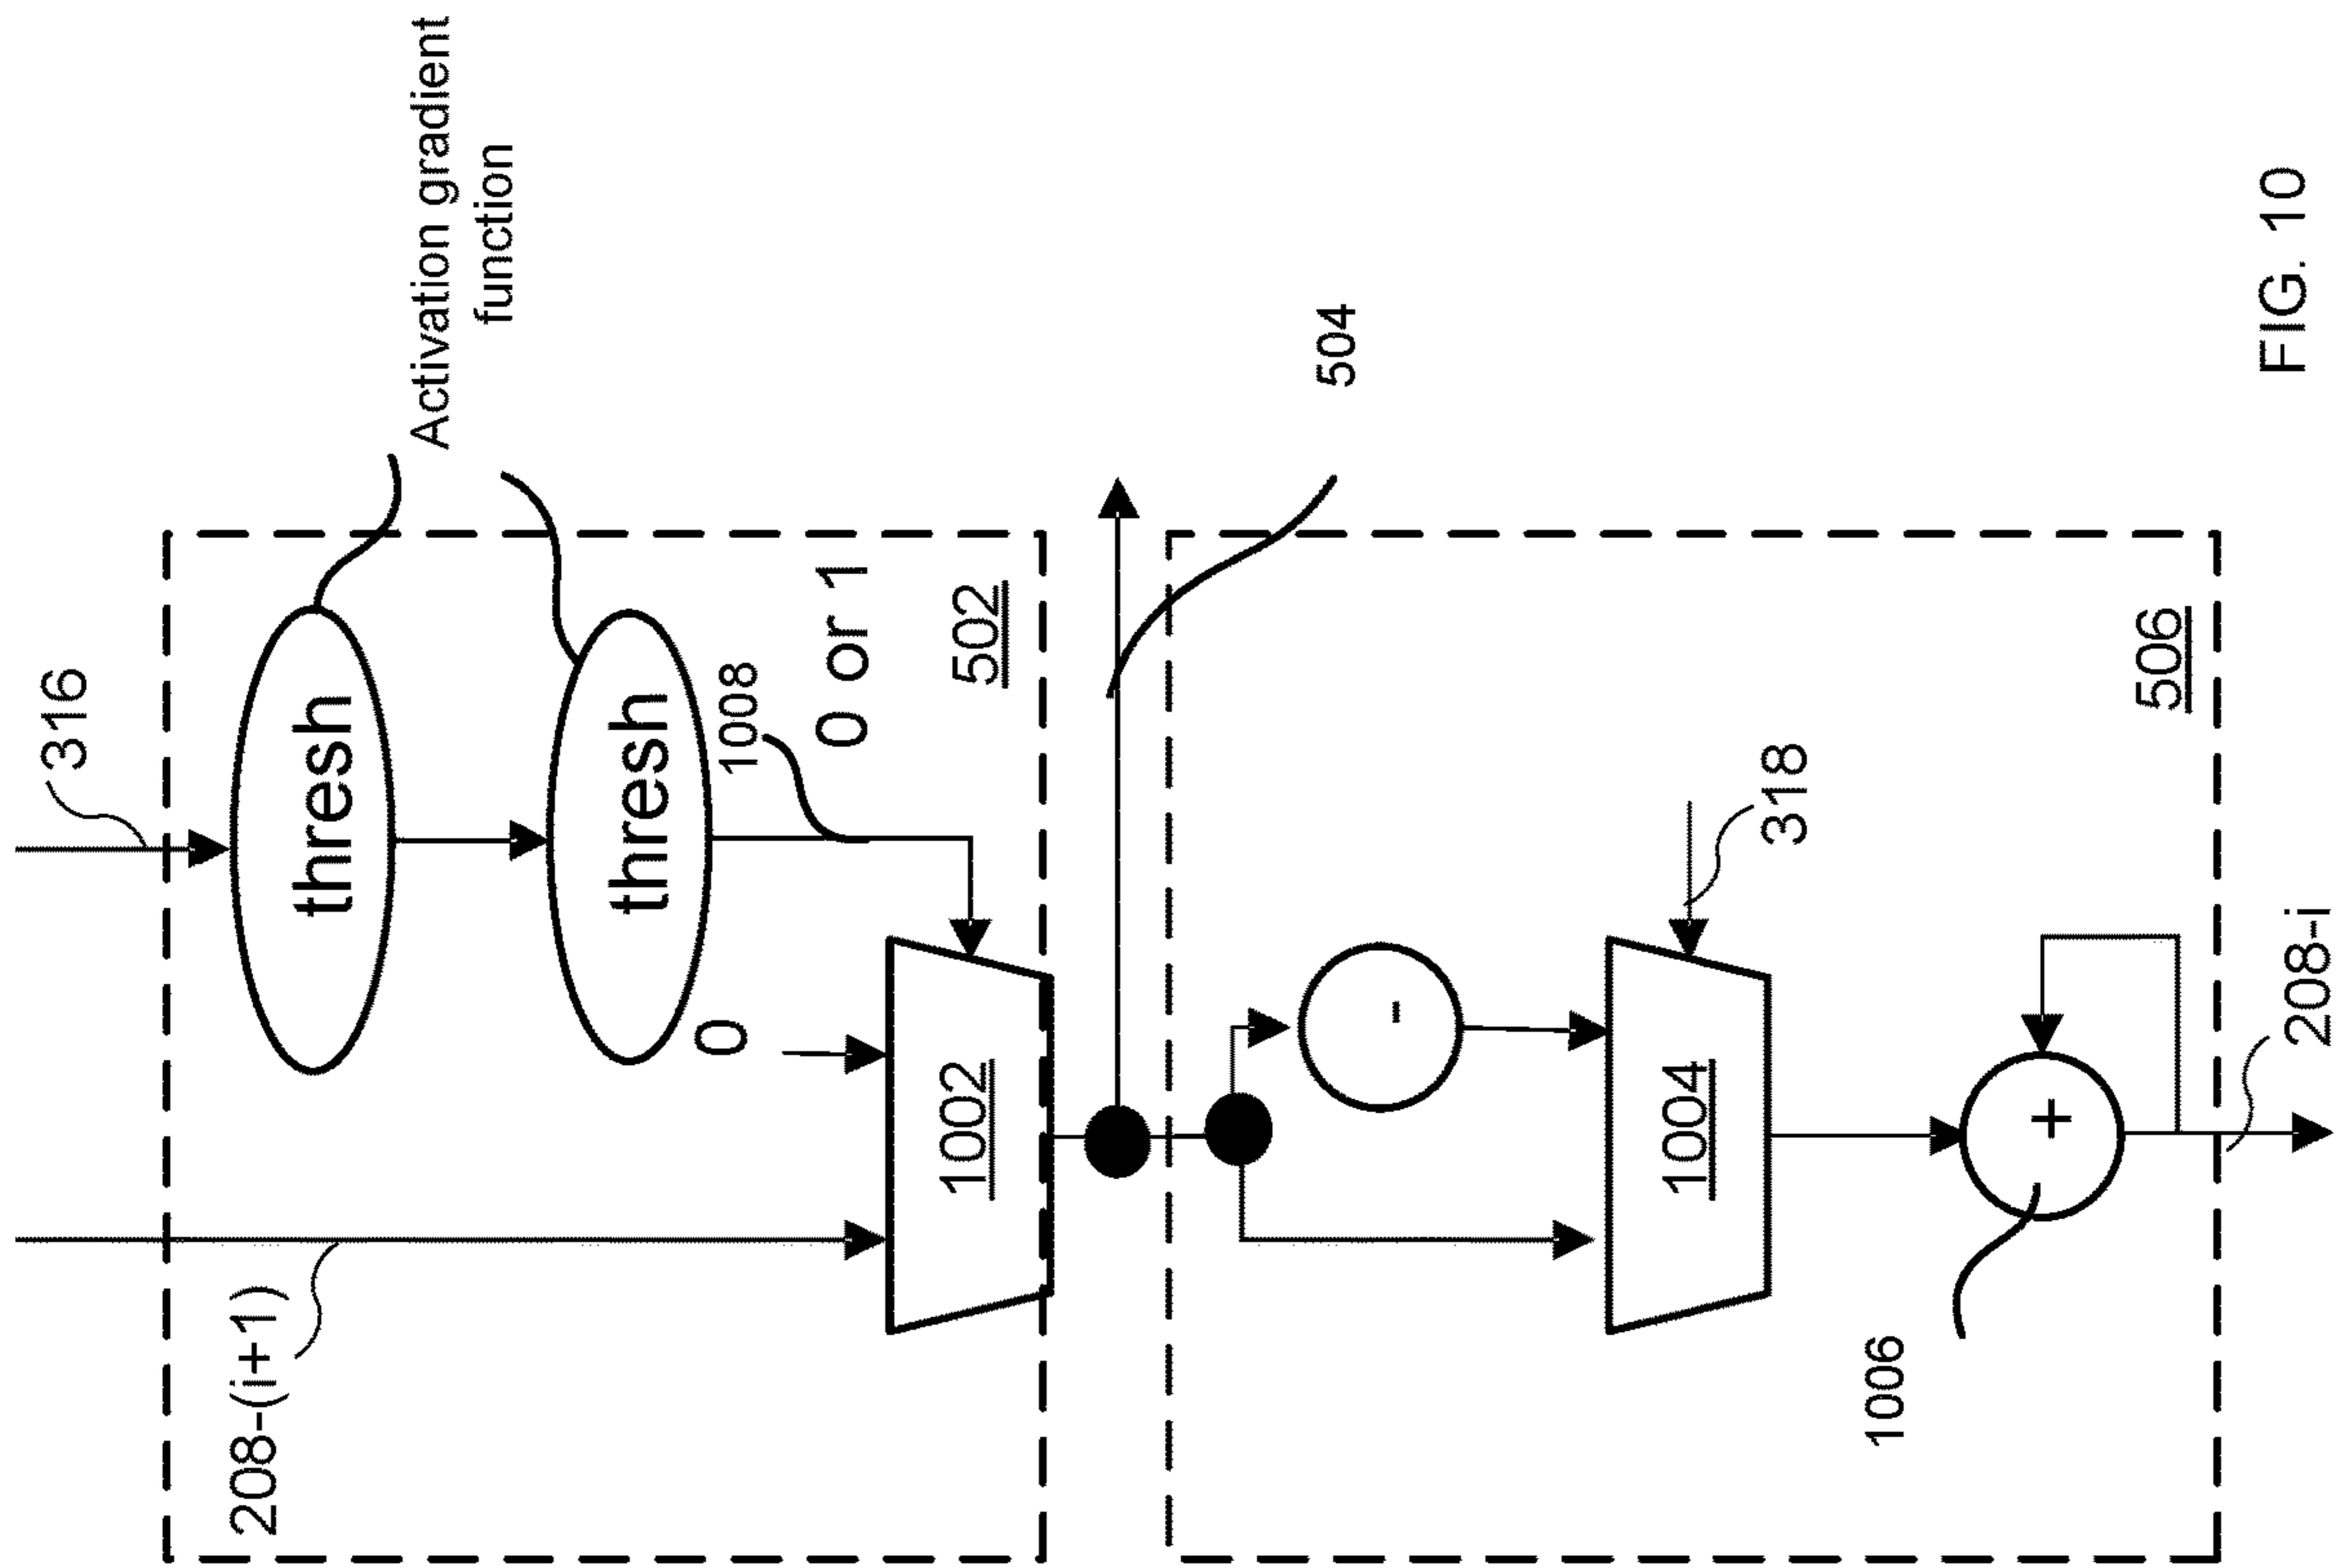 316
208-(i+1)
thresh
Activation gradient
function
thresh
1008
0 or 1
0
1002
502
504
-
318
1004
1006
+
506
208-i
FIG. 10